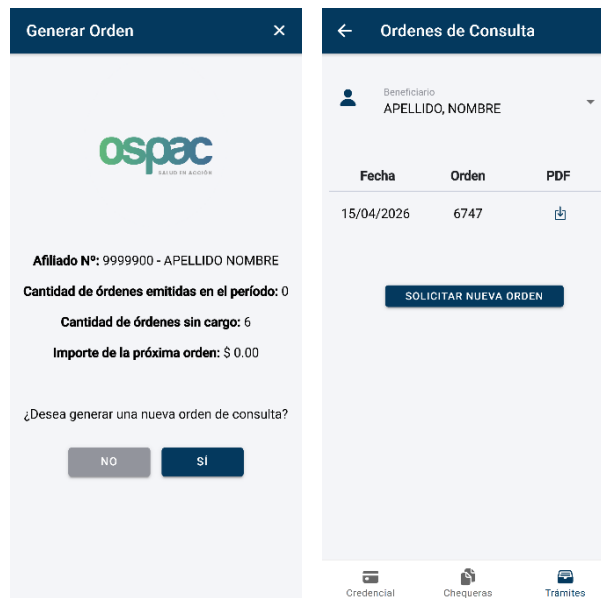 Generar Orden
ospac
SALUD EN ACCIÓN
Afiliado Nº: 9999900 - APELLIDO NOMBRE
Cantidad de órdenes emitidas en el período: 0
Cantidad de órdenes sin cargo: 6
Importe de la próxima orden: $ 0.00
¿Desea generar una nueva orden de consulta?
NO SÍ
Ordenes de Consulta
Beneficiario
APELLIDO, NOMBRE
Fecha Orden PDF
15/04/2026 6747
SOLICITAR NUEVA ORDEN
Credencial Chequeras Trámites